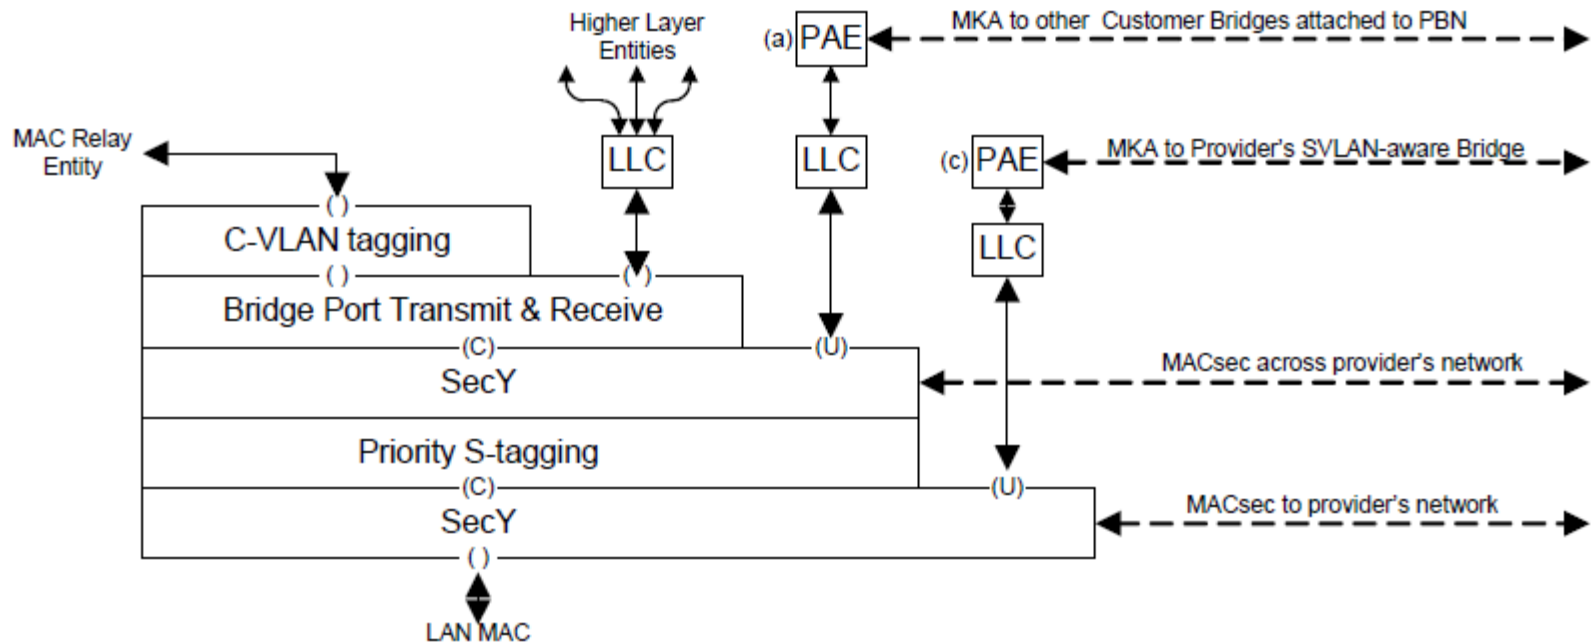 Higher Layer
Entities
(a) PAE
MKA to other Customer Bridges attached to PBN
MAC Relay
Entity
LLC
LLC
(c) PAE
MKA to Provider's SVLAN-aware Bridge
( )
C-VLAN tagging
LLC
( )
( )
Bridge Port Transmit & Receive
(C)
(U)
SecY
MACsec across provider's network
Priority S-tagging
(C)
(U)
SecY
MACsec to provider's network
( )
LAN MAC